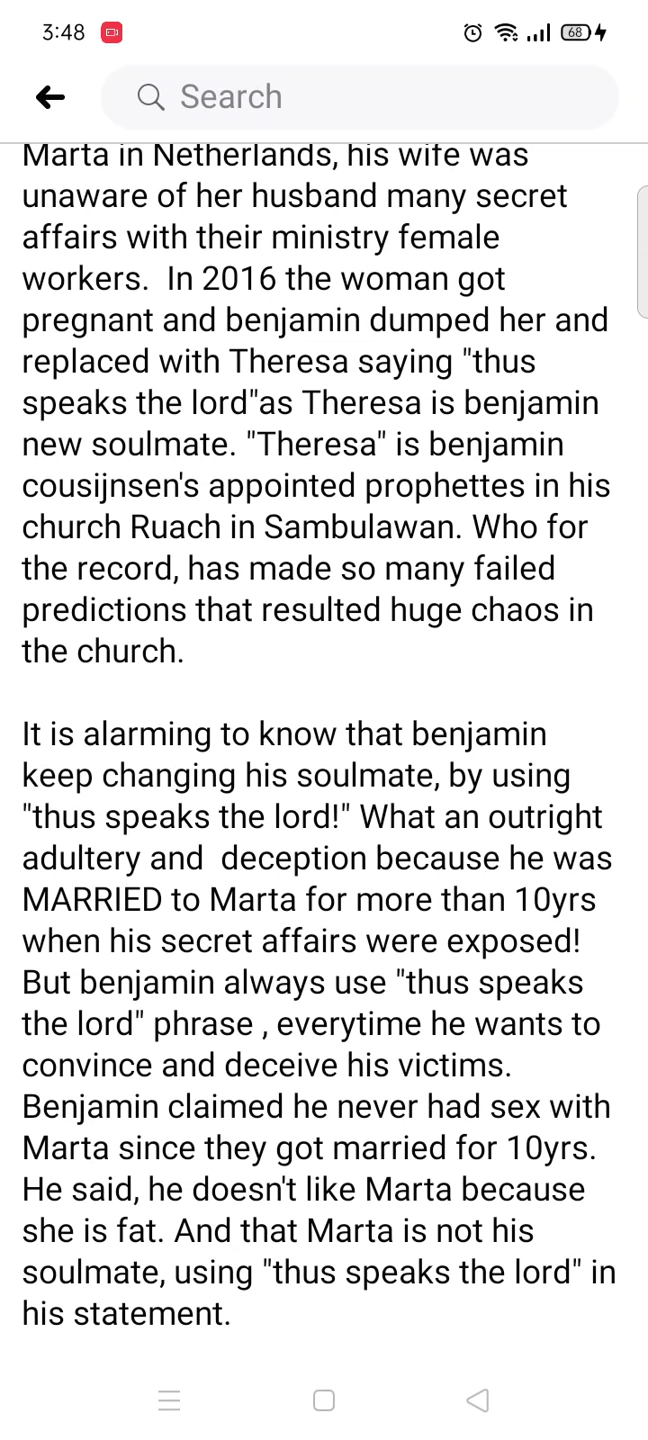 3:48
68
Search
Marta in Netherlands, his wife was
unaware of her husband many secret
affairs with their ministry female
workers.  In 2016 the woman got
pregnant and benjamin dumped her and
replaced with Theresa saying "thus
speaks the lord"as Theresa is benjamin
new soulmate. "Theresa" is benjamin
cousijnsen's appointed prophettes in his
church Ruach in Sambulawan. Who for
the record, has made so many failed
predictions that resulted huge chaos in
the church.
It is alarming to know that benjamin
keep changing his soulmate, by using
"thus speaks the lord!" What an outright
adultery and  deception because he was
MARRIED to Marta for more than 10yrs
when his secret affairs were exposed!
But benjamin always use "thus speaks
the lord" phrase , everytime he wants to
convince and deceive his victims.
Benjamin claimed he never had sex with
Marta since they got married for 10yrs.
He said, he doesn't like Marta because
she is fat. And that Marta is not his
soulmate, using "thus speaks the lord" in
his statement.